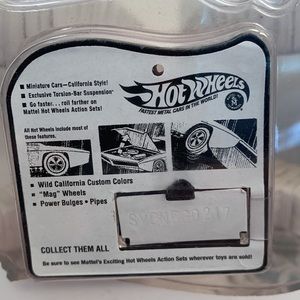 ■ Miniature Cars—California Style!
■ Exclusive Torsion-Bar Suspension
■ Go faster... roll farther on
Mattel Hot Wheels Action Sets!
HOT WHEELS
FASTEST METAL CARS IN THE WORLD!
All Hot Wheels include most of
these features.
■ Wild California Custom Colors
■ "Mag" Wheels
■ Power Bulges • Pipes
COLLECT THEM ALL
Be sure to see Mattel's Exciting Hot Wheels Action Sets wherever toys are sold!